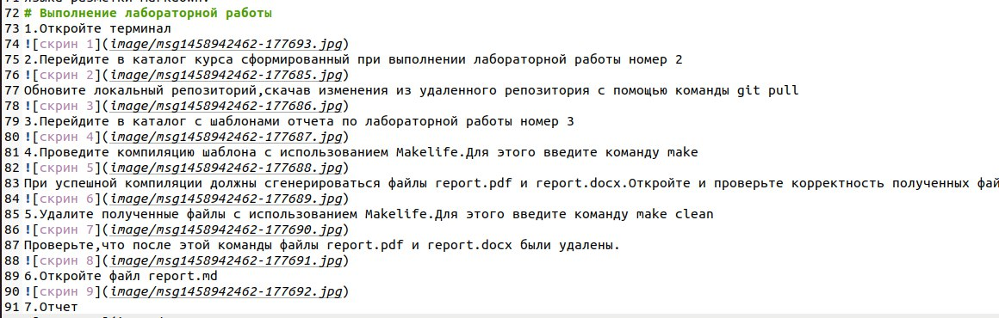 72 # Выполнение лабораторной работы
73 1.Откройте терминал
74 ![скрин 1](image/msg1458942462-177693.jpg)
75 2.Перейдите в каталог курса сформированный при выполнении лабораторной работы номер 2
76 ![скрин 2](image/msg1458942462-177685.jpg)
77 Обновите локальный репозиторий,скачав изменения из удаленного репозитория с помощью команды git pull
78 ![скрин 3](image/msg1458942462-177686.jpg)
79 3.Перейдите в каталог с шаблонами отчета по лабораторной работы номер 3
80 ![скрин 4](image/msg1458942462-177687.jpg)
81 4.Проведите компиляцию шаблона с использованием Makelife.Для этого введите команду make
82 ![скрин 5](image/msg1458942462-177688.jpg)
83 При успешной компиляции должны сгенерироваться файлы report.pdf и report.docx.Откройте и проверьте корректность полученных фай
84 ![скрин 6](image/msg1458942462-177689.jpg)
85 5.Удалите полученные файлы с использованием Makelife.Для этого введите команду make clean
86 ![скрин 7](image/msg1458942462-177690.jpg)
87 Проверьте,что после этой команды файлы report.pdf и report.docx были удалены.
88 ![скрин 8](image/msg1458942462-177691.jpg)
89 6.Откройте файл report.md
90 ![скрин 9](image/msg1458942462-177692.jpg)
91 7.Отчет